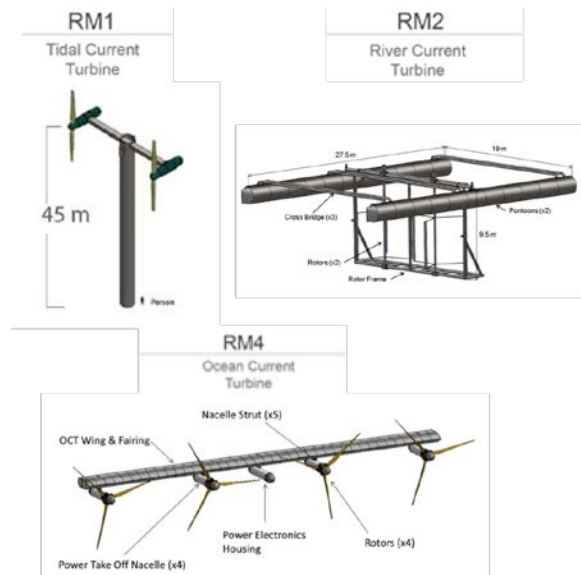 RM1
Tidal Current
Turbine
45 m
Person
RM2
River Current
Turbine
27.5 m
19 m
Cross Bridge (x3)
Pontoons (x2)
9.5 m
Rotors (x2)
Rotor Frame
RM4
Ocean Current
Turbine
Nacelle Strut (x5)
OCT Wing & Fairing
Power Electronics
Housing
Rotors (x4)
Power Take Off Nacelle (x4)